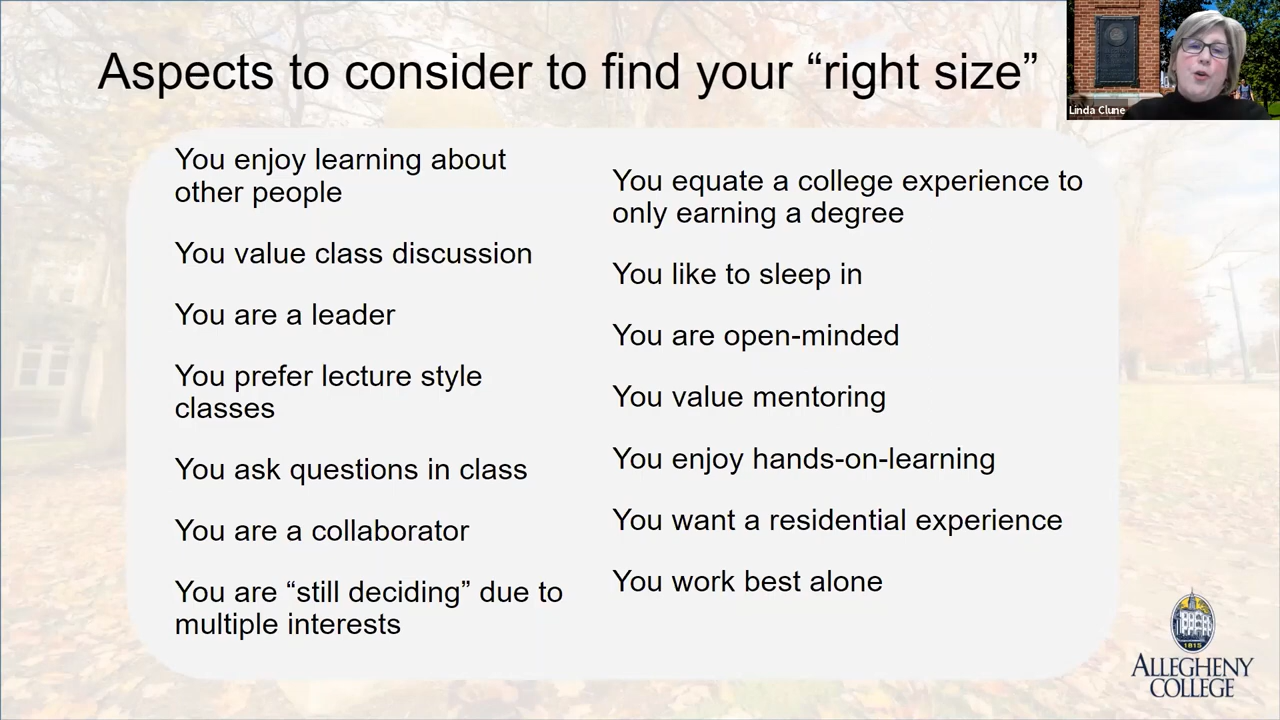 Aspects to consider to find your “right size”
Linda Clune
You enjoy learning about
other people
You value class discussion
You are a leader
You prefer lecture style
classes
You ask questions in class
You are a collaborator
You are “still deciding” due to
multiple interests
You equate a college experience to
only earning a degree
You like to sleep in
You are open-minded
You value mentoring
You enjoy hands-on-learning
You want a residential experience
You work best alone
1815
ALLEGHENY
COLLEGE